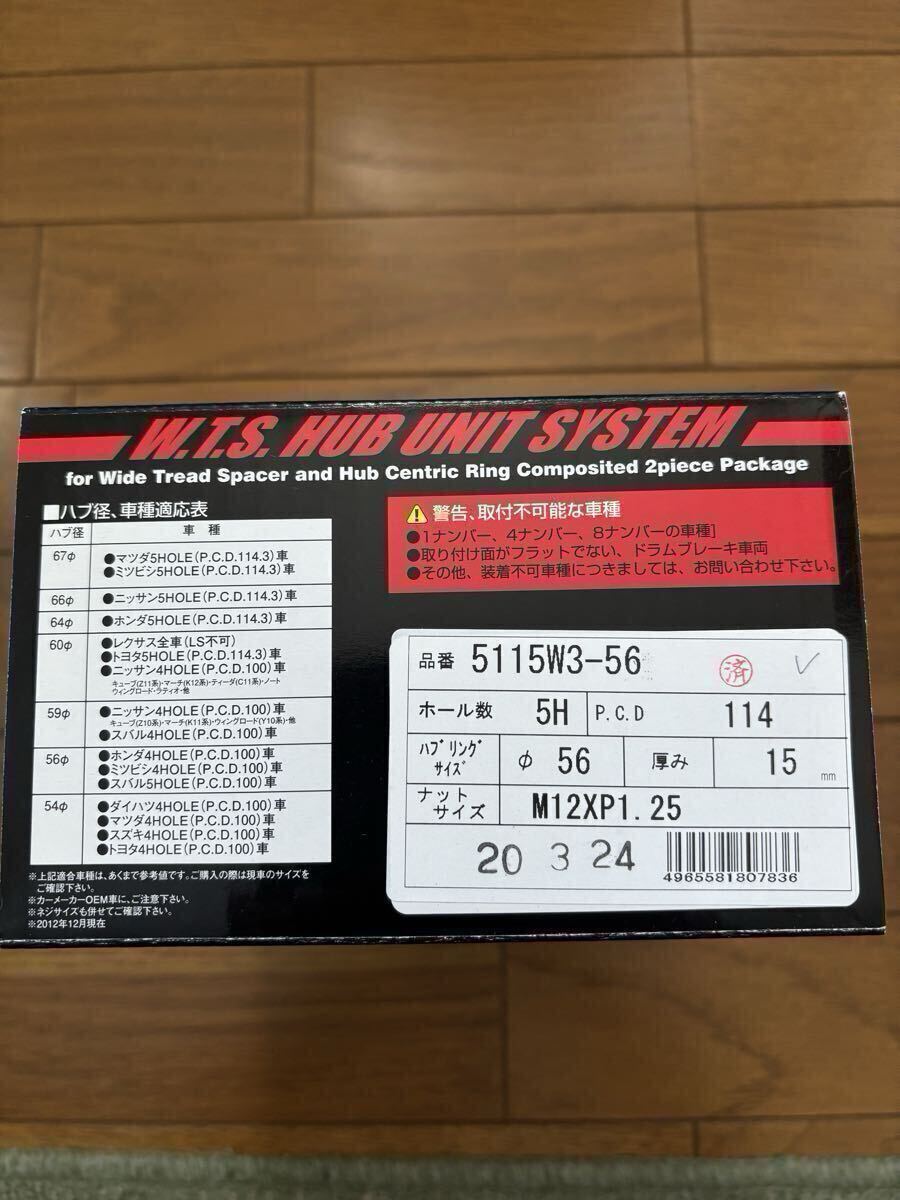 W.T.S. HUB UNIT SYSTEM
for Wide Tread Spacer and Hub Centric Ring Composited 2piece Package
■ハブ径、車種適応表
ハブ径 車種
67φ ●マツダ5HOLE(P.C.D.114.3)車
●ミツビシ5HOLE(P.C.D.114.3)車
66φ ●ニッサン5HOLE(P.C.D.114.3)車
64φ ●ホンダ5HOLE(P.C.D.114.3)車
60φ ●レクサス全車(LS不可)
●トヨタ5HOLE(P.C.D.114.3)車
●ニッサン4HOLE(P.C.D.100)車
キューブ(Z11系)・マーチ(K12系)・ティーダ(C11系)・ノート
ウィングロード・ラティオ・他
59φ ●ニッサン4HOLE(P.C.D.100)車
キューブ(Z10系)・マーチ(K11系)・ウィングロード(Y10系)・他
●スバル4HOLE(P.C.D.100)車
56φ ●ホンダ4HOLE(P.C.D.100)車
●ミツビシ4HOLE(P.C.D.100)車
●スバル5HOLE(P.C.D.100)車
54φ ●ダイハツ4HOLE(P.C.D.100)車
●マツダ4HOLE(P.C.D.100)車
●スズキ4HOLE(P.C.D.100)車
●トヨタ4HOLE(P.C.D.100)車
※上記適合車種は、あくまで参考値です。ご購入の際は現車のサイズを
ご確認下さい。
※カーメーカーOEM車に、ご注意下さい。
※ネジサイズも併せてご確認下さい。
※2012年12月現在
⚠警告、取付不可能な車種
●1ナンバー、4ナンバー、8ナンバーの車種]
●取り付け面がフラットでない、ドラムブレーキ車両
●その他、装着不可車種につきましては、お問い合わせ下さい。
品番 5115W3-56 済
ホール数 5H P.C.D 114
ハブリングサイズ φ 56 厚み 15 mm
ナットサイズ M12XP1.25
20 3 24
4965581807836